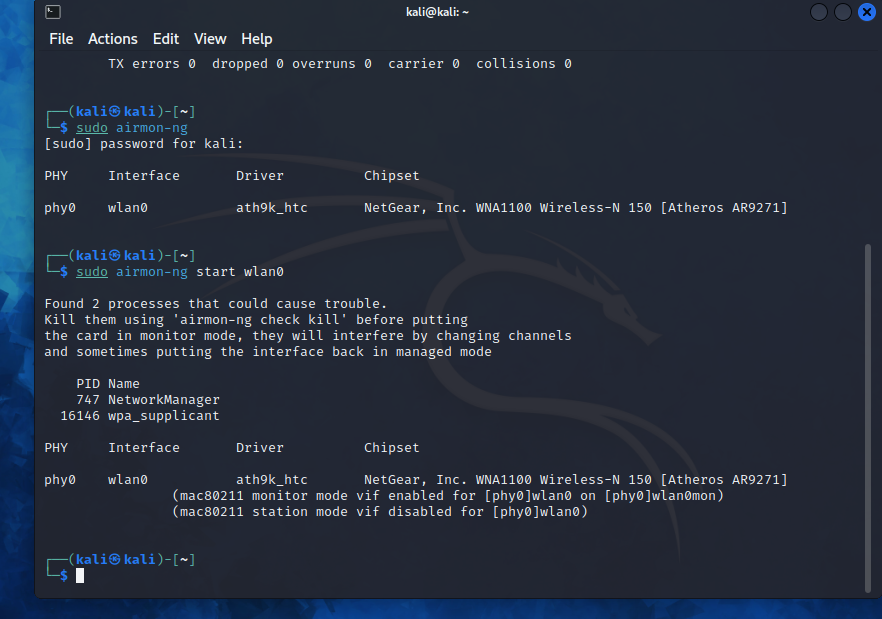 kali@kali: ~
File Actions Edit View Help
TX errors 0  dropped 0 overruns 0  carrier 0  collisions 0
┌──(kali㉿kali)-[~]
└─$ sudo airmon-ng
[sudo] password for kali:
PHY     Interface       Driver          Chipset
phy0    wlan0           ath9k_htc       NetGear, Inc. WNA1100 Wireless-N 150 [Atheros AR9271]
┌──(kali㉿kali)-[~]
└─$ sudo airmon-ng start wlan0
Found 2 processes that could cause trouble.
Kill them using 'airmon-ng check kill' before putting
the card in monitor mode, they will interfere by changing channels
and sometimes putting the interface back in managed mode
PID Name
747 NetworkManager
16146 wpa_supplicant
PHY     Interface       Driver          Chipset
phy0    wlan0           ath9k_htc       NetGear, Inc. WNA1100 Wireless-N 150 [Atheros AR9271]
(mac80211 monitor mode vif enabled for [phy0]wlan0 on [phy0]wlan0mon)
(mac80211 station mode vif disabled for [phy0]wlan0)
┌──(kali㉿kali)-[~]
└─$